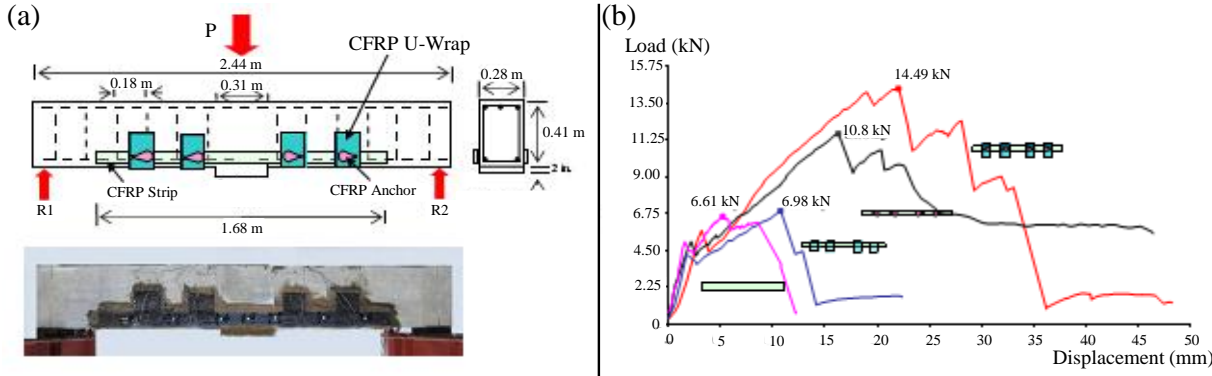 (a)
P
CFRP U-Wrap
2.44 m
0.18 m
0.31 m
0.28 m
0.41 m
2 in.
CFRP Strip
CFRP Anchor
R1
R2
1.68 m
(b)
Load (kN)
15.75
13.50
11.25
9.00
6.75
4.50
2.25
0
14.49 kN
10.8 kN
6.61 kN
6.98 kN
0 5 10 15 20 25 30 35 40 45 50
Displacement (mm)